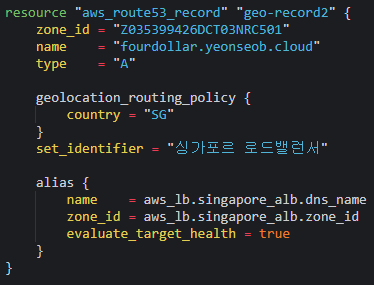 resource "aws_route53_record" "geo-record2" {
    zone_id = "Z035399426DCT03NRC501"
    name    = "fourdollar.yeonseob.cloud"
    type    = "A"

    geolocation_routing_policy {
        country = "SG"
    }
    set_identifier = "싱가포르 로드밸런서"

    alias {
        name    = aws_lb.singapore_alb.dns_name
        zone_id = aws_lb.singapore_alb.zone_id
        evaluate_target_health = true
    }
}